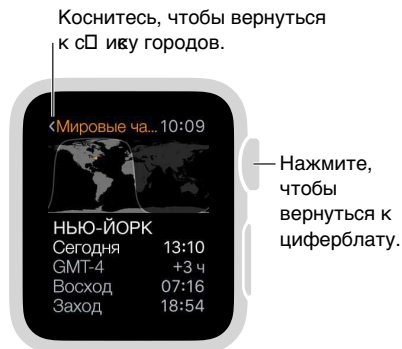 Коснитесь, чтобы вернуться
к с□ иску городов.
<Мировые ча...10:09
НЬЮ-ЙОРК
Сегодня 13:10
GMT-4 +3 ч
Восход 07:16
Заход 18:54
Нажмите,
чтобы
вернуться к
циферблату.